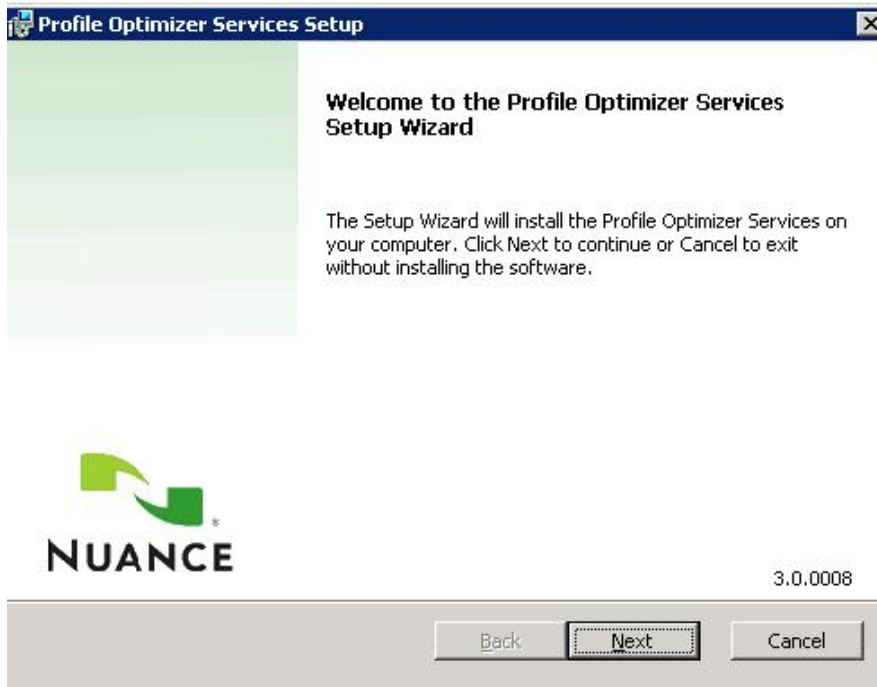 Profile Optimizer Services Setup
Welcome to the Profile Optimizer Services
Setup Wizard
The Setup Wizard will install the Profile Optimizer Services on
your computer. Click Next to continue or Cancel to exit
without installing the software.
NUANCE
3.0.0008
Back Next Cancel